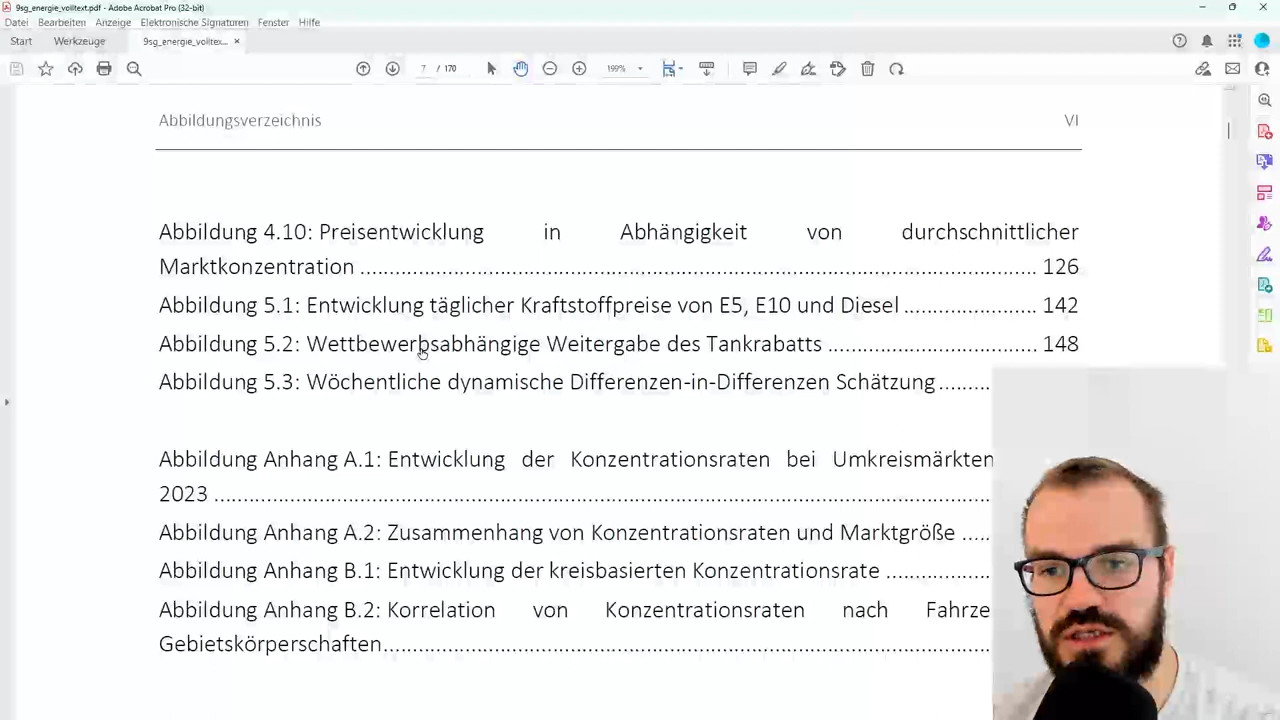 9sg_energie_volltext.pdf - Adobe Acrobat Pro (32-bit)
Datei Bearbeiten Anzeige Elektronische Signaturen Fenster Hilfe
Start Werkzeuge 9sg_energie_volltex... ×
7 / 170 199%
Abbildungsverzeichnis VI
Abbildung 4.10: Preisentwicklung in Abhängigkeit von durchschnittlicher
Marktkonzentration ........ 126
Abbildung 5.1: Entwicklung täglicher Kraftstoffpreise von E5, E10 und Diesel ........ 142
Abbildung 5.2: Wettbewerbsabhängige Weitergabe des Tankrabatts ........ 148
Abbildung 5.3: Wöchentliche dynamische Differenzen-in-Differenzen Schätzung ........
Abbildung Anhang A.1: Entwicklung der Konzentrationsraten bei Umkreismärkten
2023 ........
Abbildung Anhang A.2: Zusammenhang von Konzentrationsraten und Marktgröße ........
Abbildung Anhang B.1: Entwicklung der kreisbasierten Konzentrationsrate ........
Abbildung Anhang B.2: Korrelation von Konzentrationsraten nach Fahrze
Gebietskörperschaften ........